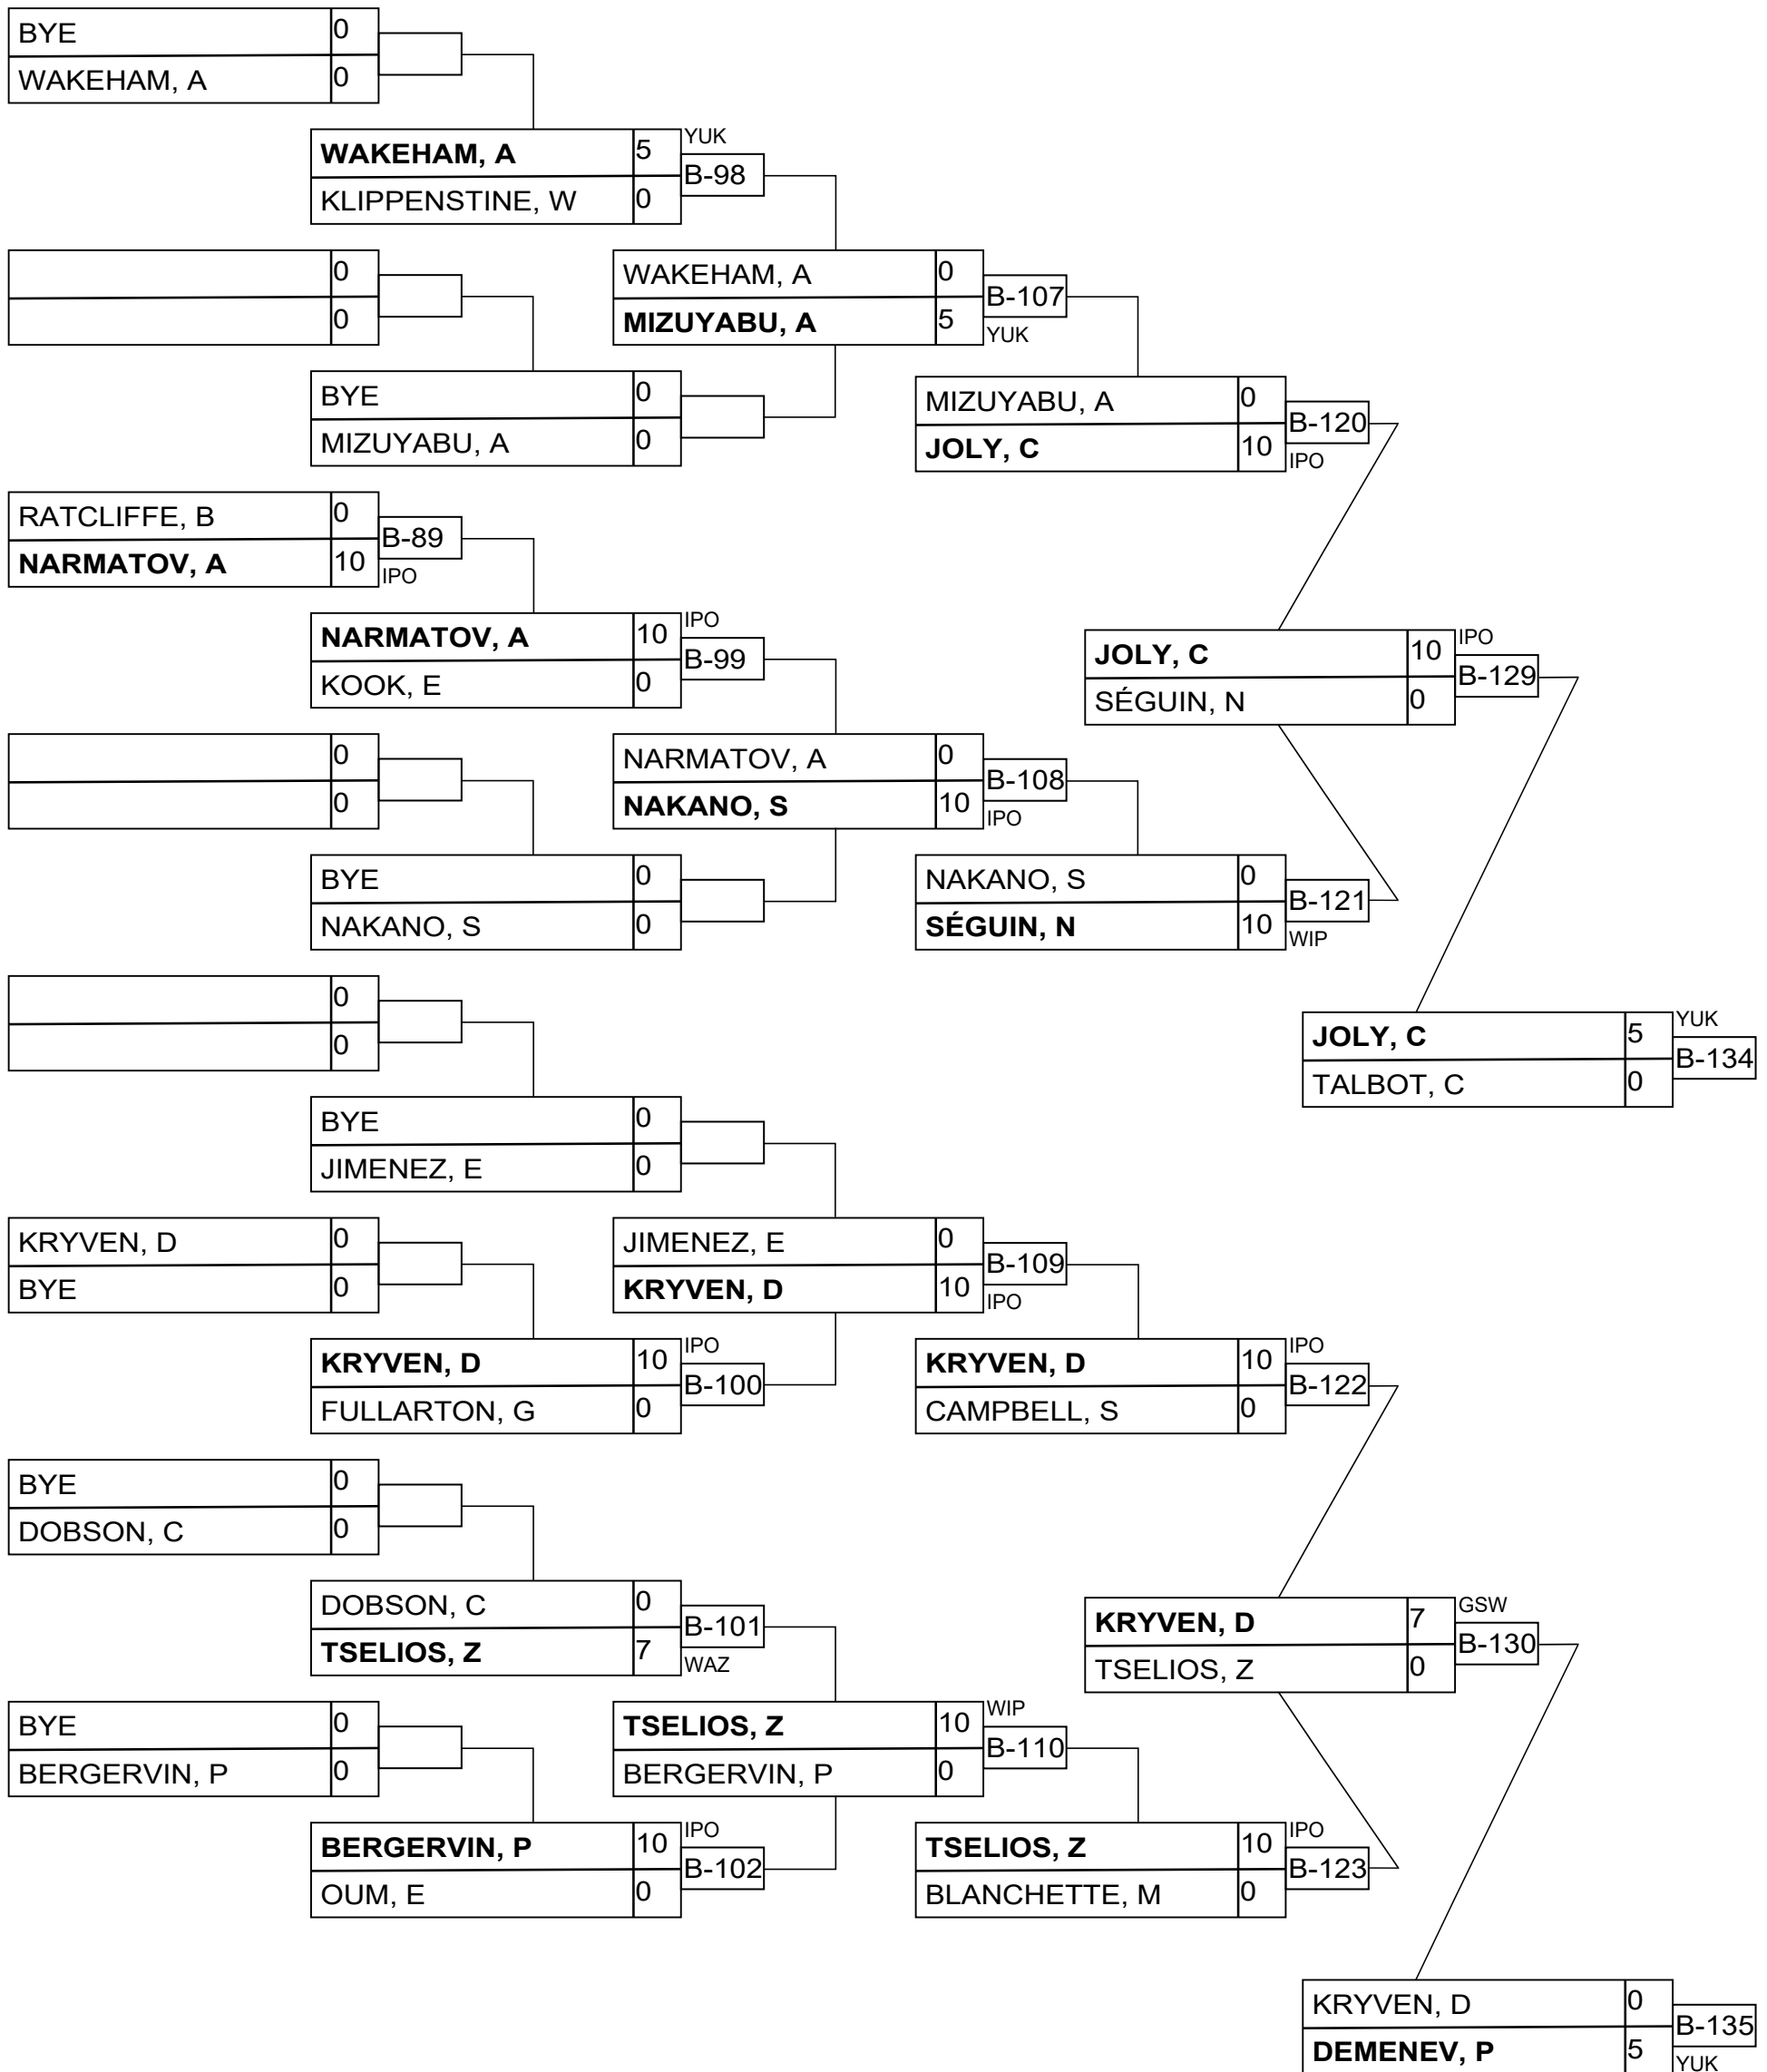 BYE 0
WAKEHAM, A 0
WAKEHAM, A 5 YUK
B-98
KLIPPENSTINE, W 0
0
0
WAKEHAM, A 0
B-107
MIZUYABU, A 5 YUK
BYE 0
MIZUYABU, A 0
MIZUYABU, A 0
B-120
JOLY, C 10 IPO
RATCLIFFE, B 0
B-89
NARMATOV, A 10 IPO
NARMATOV, A 10 IPO
B-99
KOOK, E 0
JOLY, C 10 IPO
B-129
SÉGUIN, N 0
0
0
NARMATOV, A 0
B-108
NAKANO, S 10 IPO
BYE 0
NAKANO, S 0
NAKANO, S 0
B-121
SÉGUIN, N 10 WIP
0
0
JOLY, C 5 YUK
B-134
TALBOT, C 0
BYE 0
JIMENEZ, E 0
KRYVEN, D 0
BYE 0
JIMENEZ, E 0
B-109
KRYVEN, D 10 IPO
KRYVEN, D 10 IPO
B-100
FULLARTON, G 0
KRYVEN, D 10 IPO
B-122
CAMPBELL, S 0
BYE 0
DOBSON, C 0
DOBSON, C 0
B-101
TSELIOS, Z 7 WAZ
KRYVEN, D 7 GSW
B-130
TSELIOS, Z 0
BYE 0
BERGERVIN, P 0
TSELIOS, Z 10 WIP
B-110
BERGERVIN, P 0
BERGERVIN, P 10 IPO
B-102
OUM, E 0
TSELIOS, Z 10 IPO
B-123
BLANCHETTE, M 0
KRYVEN, D 0
B-135
DEMENEV, P 5 YUK